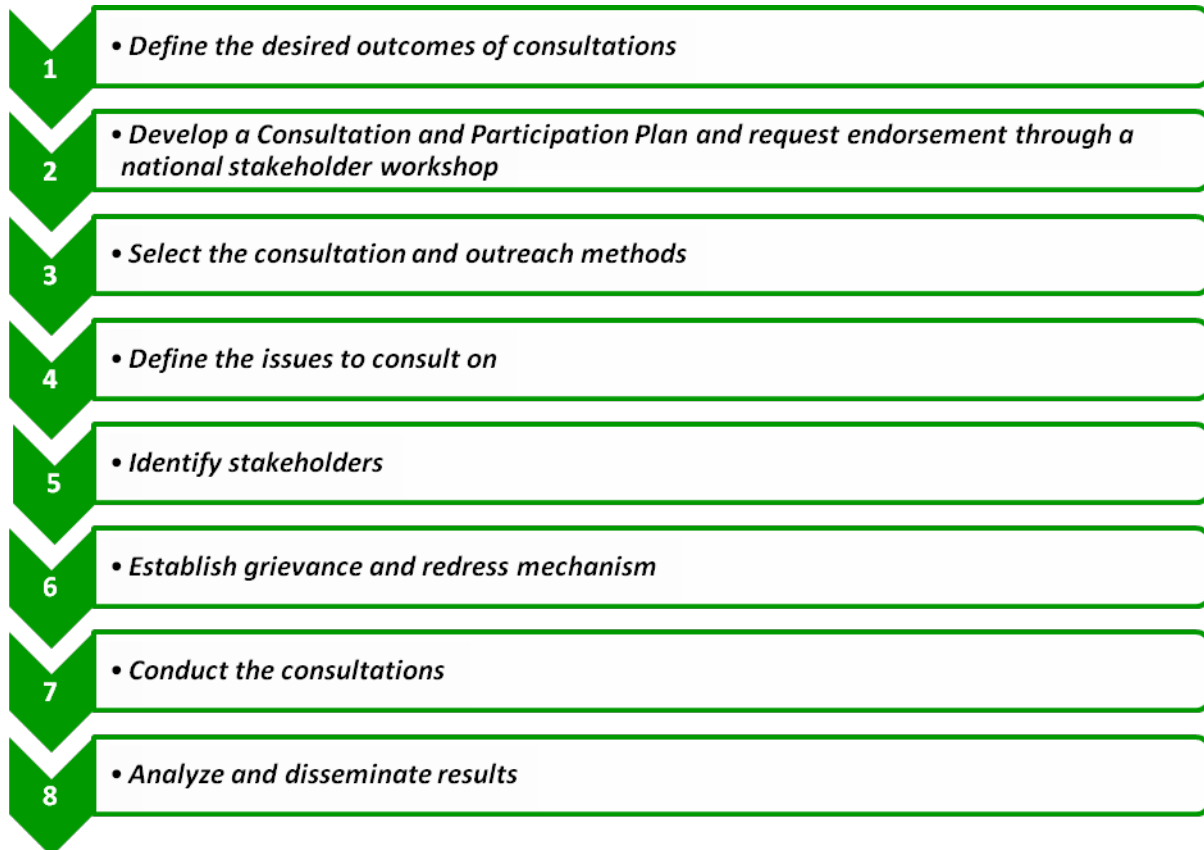 1
• Define the desired outcomes of consultations
2
• Develop a Consultation and Participation Plan and request endorsement through a
national stakeholder workshop
3
• Select the consultation and outreach methods
4
• Define the issues to consult on
5
• Identify stakeholders
6
• Establish grievance and redress mechanism
7
• Conduct the consultations
8
• Analyze and disseminate results